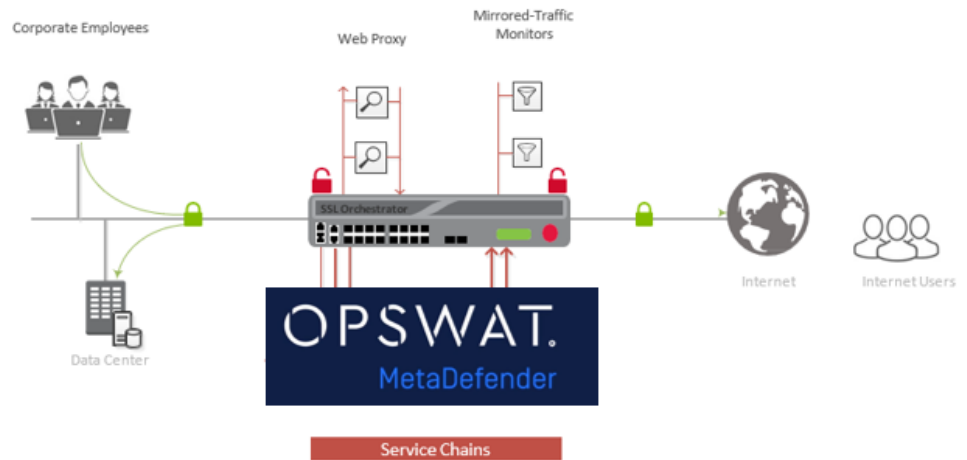 Corporate Employees
Web Proxy
Mirrored-Traffic
Monitors
SSL Orchestrator
Internet
Internet Users
Data Center
OPSWAT.
MetaDefender
Service Chains